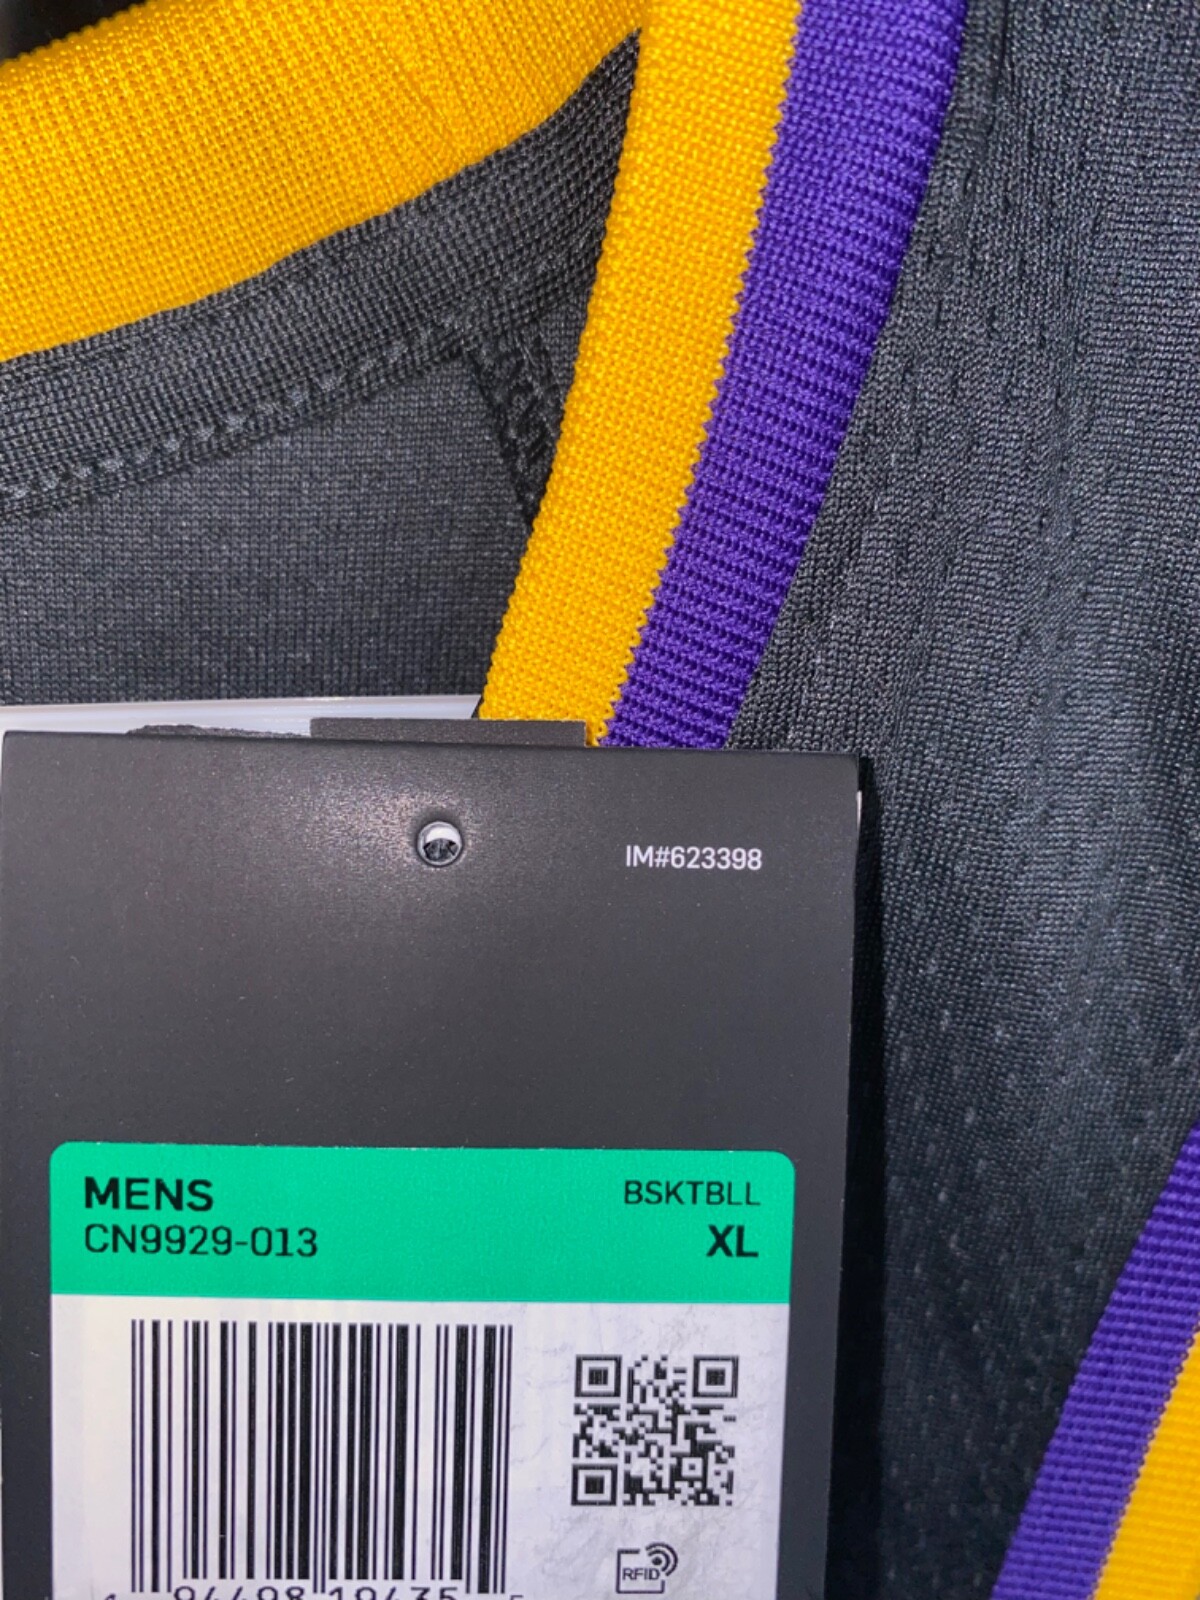 IM#623398
MENS
BSKTBLL
CN9929-013
XL
RFID